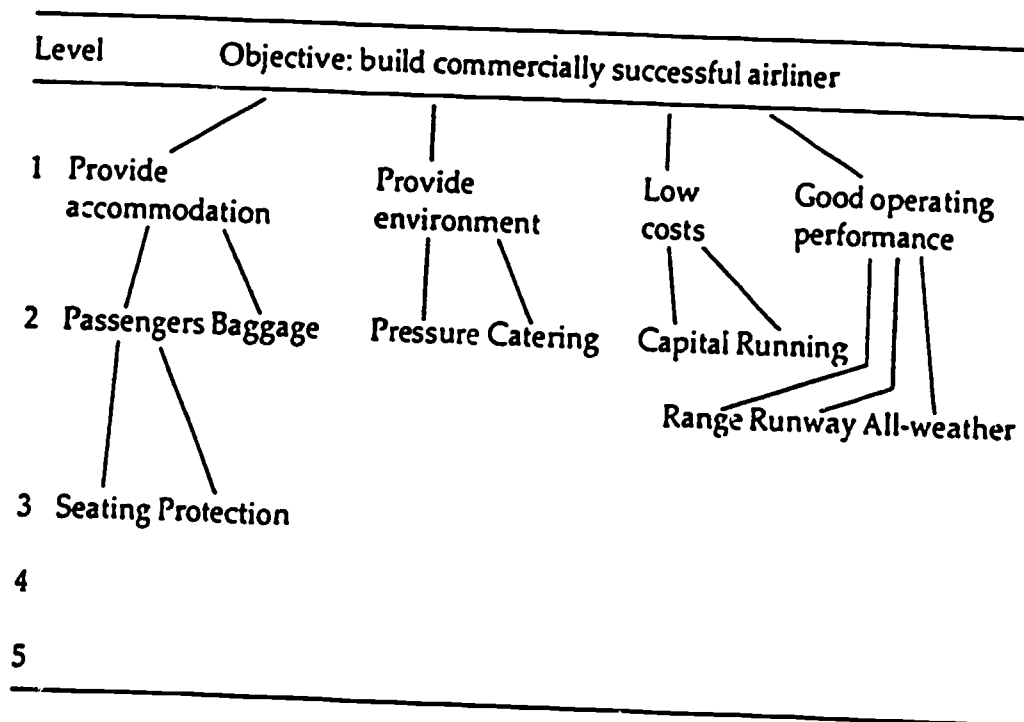 Level Objective: build commercially successful airliner
1 Provide accommodation
Provide environment
Low costs
Good operating performance
2 Passengers Baggage
Pressure Catering
Capital Running
Range Runway All-weather
3 Seating Protection
4
5